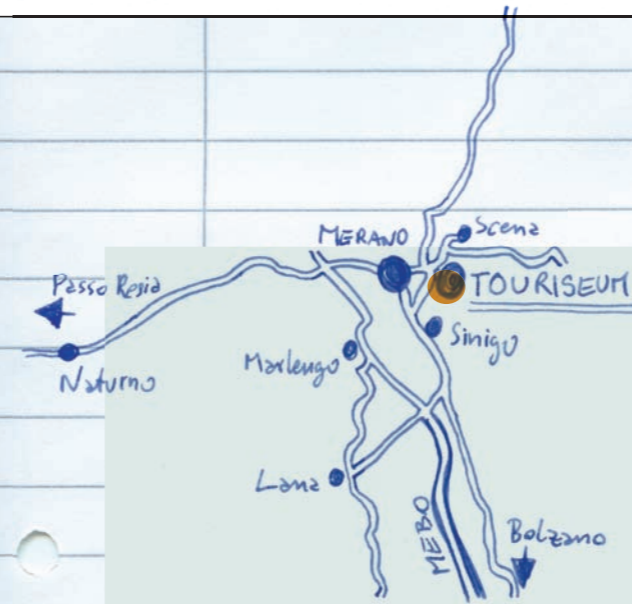 MERANO
Scena
Passo Resia
TOURISEUM
Sinigo
Marlengo
Naturno
Lana
MEBO
Bolzano